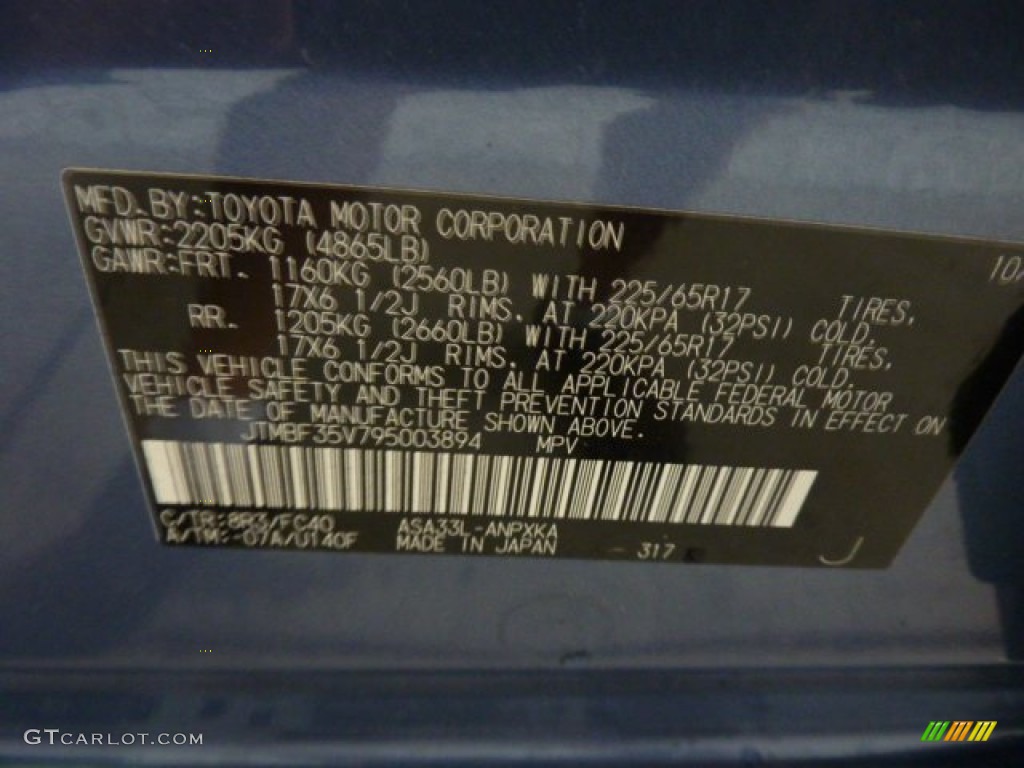 MFD. BY:TOYOTA MOTOR CORPORATION 10/
GVWR:2205KG (4865LB)
GAWR:FRT. 1160KG (2560LB) WITH 225/65R17 TIRES,
17X6 1/2J RIMS. AT 220KPA (32PSI) COLD.
RR. 1205KG (2660LB) WITH 225/65R17 TIRES,
17X6 1/2J RIMS. AT 220KPA (32PSI) COLD.
THIS VEHICLE CONFORMS TO ALL APPLICABLE FEDERAL MOTOR
VEHICLE SAFETY AND THEFT PREVENTION STANDARDS IN EFFECT ON
THE DATE OF MANUFACTURE SHOWN ABOVE.
JTMBF35V795003894 MPV
C/TR:8R3/FC40 ASA33L-ANPXKA
A/TM:-07A/U140F MADE IN JAPAN 317 J
GTCARLOT.COM